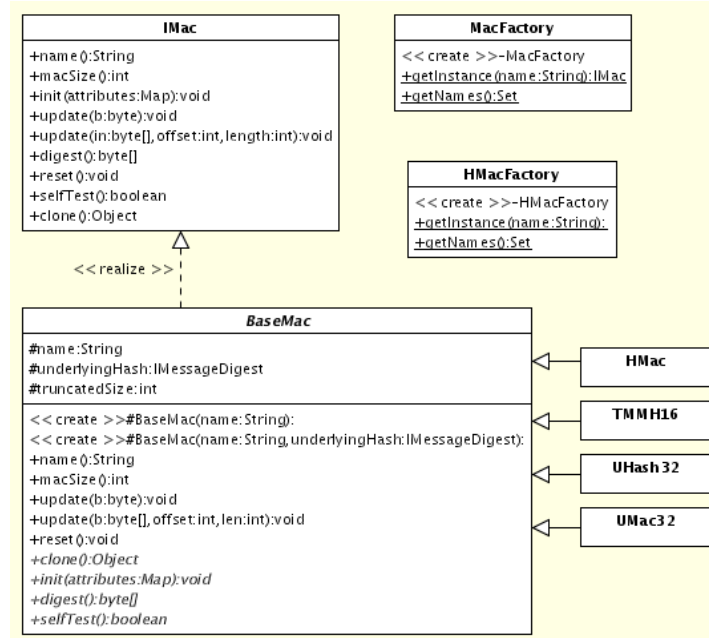 IMac
+name():String
+macSize():int
+init(attributes:Map):void
+update(b:byte):void
+update(in:byte[],offset:int,length:int):void
+digest():byte[]
+reset():void
+selfTest():boolean
+clone():Object
MacFactory
<< create >>-MacFactory
+getInstance(name:String):IMac
+getNames():Set
HMacFactory
<< create >>-HMacFactory
+getInstance(name:String):
+getNames():Set
<< realize >>
BaseMac
#name:String
#underlyingHash:IMessageDigest
#truncatedSize:int
<< create >>#BaseMac(name:String):
<< create >>#BaseMac(name:String,underlyingHash:IMessageDigest):
+name():String
+macSize():int
+update(b:byte):void
+update(b:byte[],offset:int,len:int):void
+reset():void
+clone():Object
+init(attributes:Map):void
+digest():byte[]
+selfTest():boolean
HMac
TMMH16
UHash32
UMac32